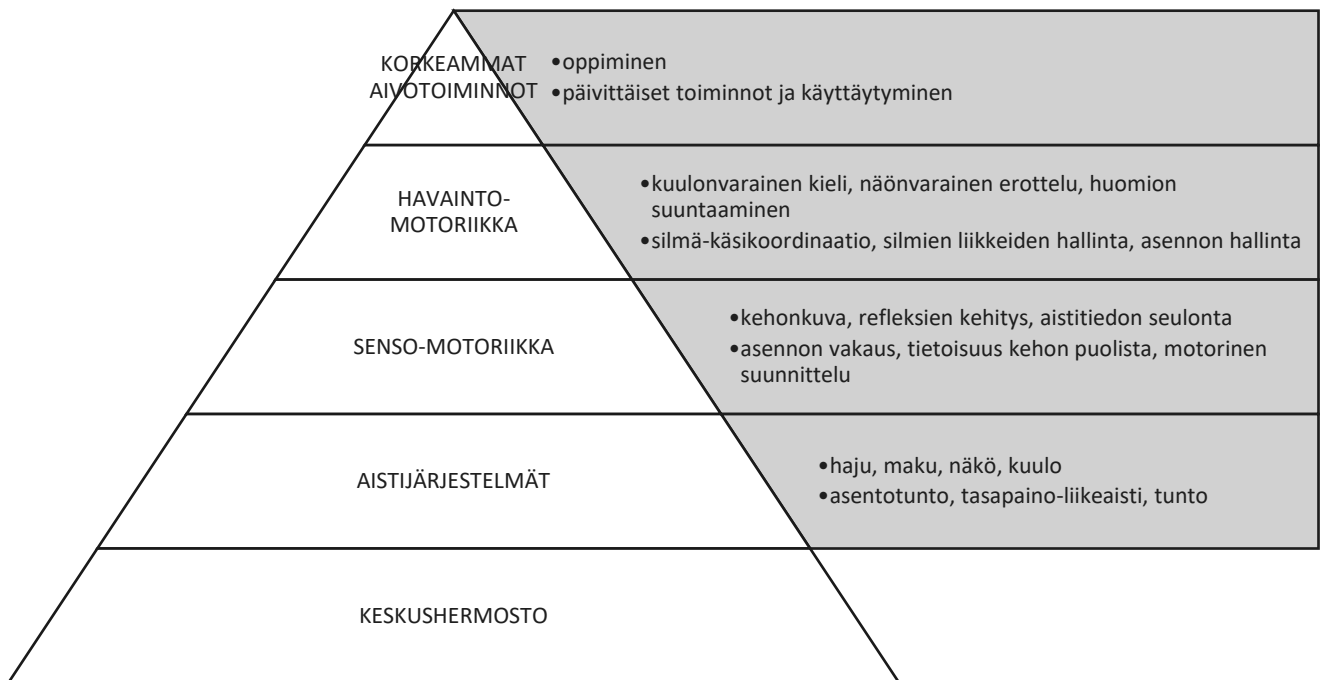 KORKEAMMAT
AIVOTOIMINNOT
•oppiminen
•päivittäiset toiminnot ja käyttäytyminen
HAVAINTO-
MOTORIIKKA
•kuulonvarainen kieli, näönvarainen erottelu, huomion
suuntaaminen
•silmä-käsikoordinaatio, silmien liikkeiden hallinta, asennon hallinta
SENSO-MOTORIIKKA
•kehonkuva, refleksien kehitys, aistitiedon seulonta
•asennon vakaus, tietoisuus kehon puolista, motorinen
suunnittelu
AISTIJÄRJESTELMÄT
•haju, maku, näkö, kuulo
•asentotunto, tasapaino-liikeaisti, tunto
KESKUSHERMOSTO